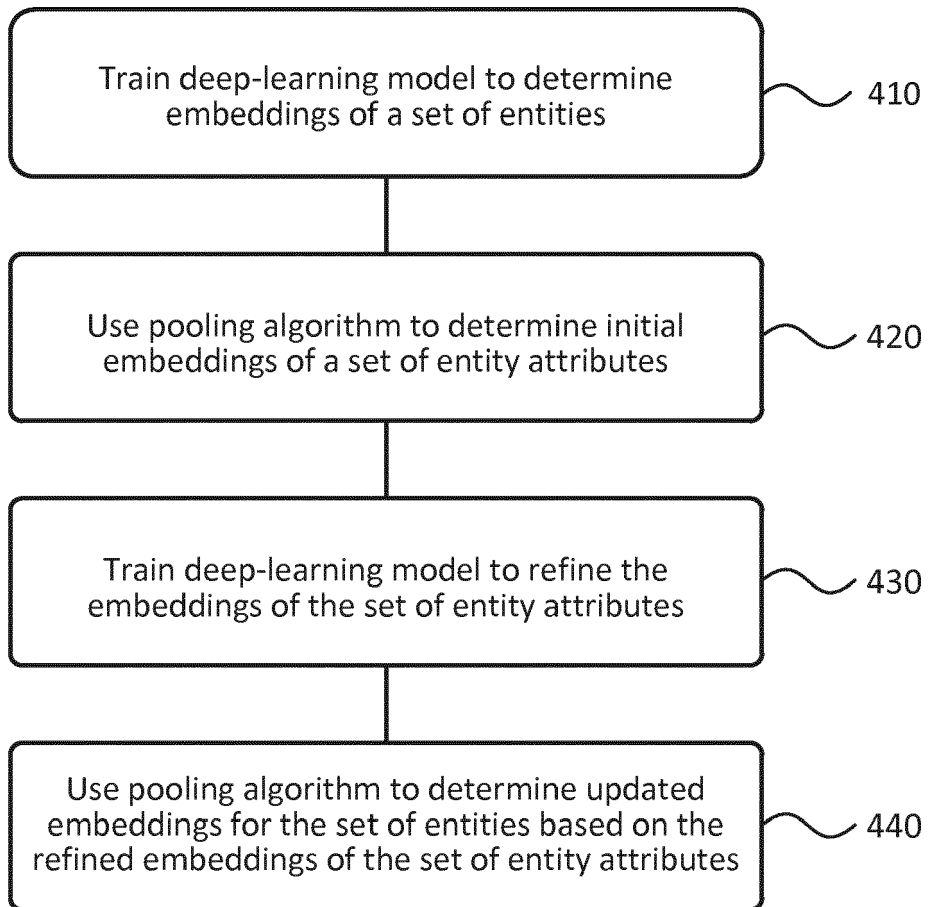 Train deep-learning model to determine
embeddings of a set of entities
410
Use pooling algorithm to determine initial
embeddings of a set of entity attributes
420
Train deep-learning model to refine the
embeddings of the set of entity attributes
430
Use pooling algorithm to determine updated
embeddings for the set of entities based on the
refined embeddings of the set of entity attributes
440